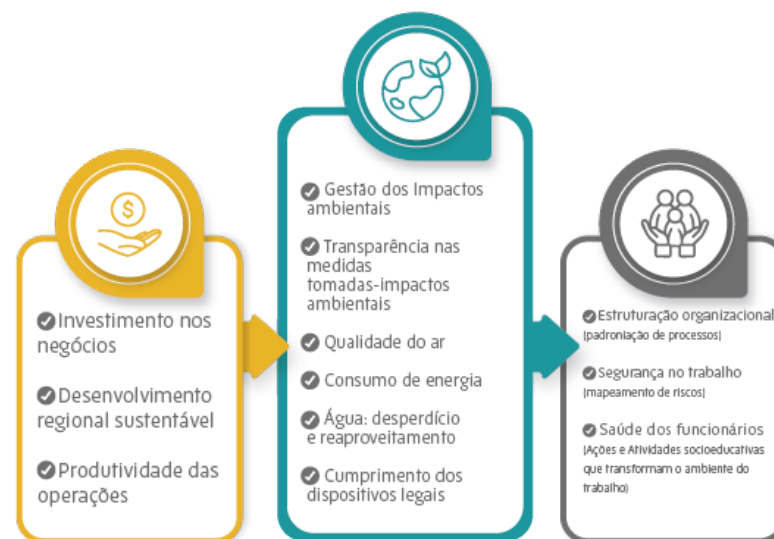 $
Investimento nos
negócios
Desenvolvimento
regional sustentável
Produtividade das
operações
Gestão dos Impactos
ambientais
Transparência nas
medidas
tomadas-impactos
ambientais
Qualidade do ar
Consumo de energia
Água: desperdício
e reaproveitamento
Cumprimento dos
dispositivos legais
Estruturação organizacional
(padroniação de processos)
Segurança no trabalho
(mapeamento de riscos)
Saúde dos funcionários
(Ações e Atividades socioeducativas
que transformam o ambiente do
trabalho)